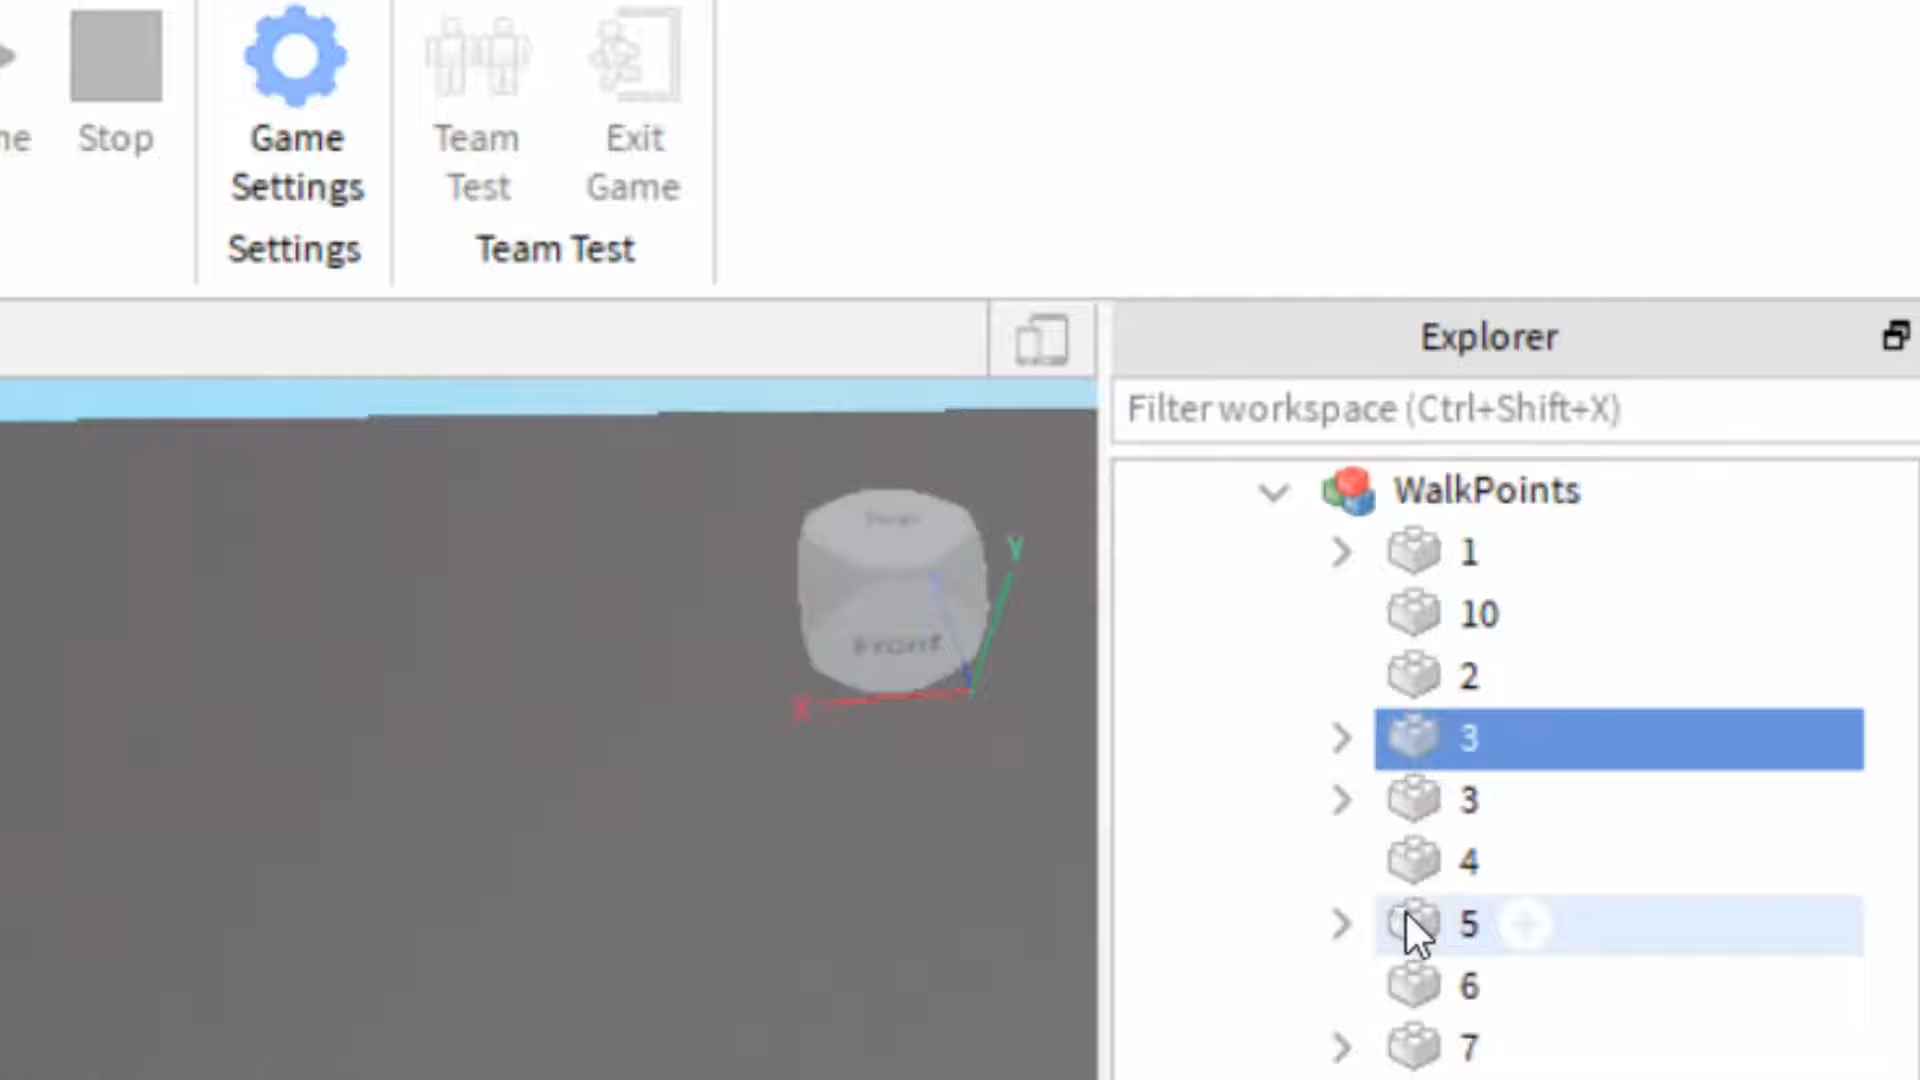 Stop
Game
Settings
Team
Test
Exit
Game
Settings
Team Test
Explorer
Filter workspace (Ctrl+Shift+X)
WalkPoints
1
10
2
3
3
4
5
6
7
Front
Y
X